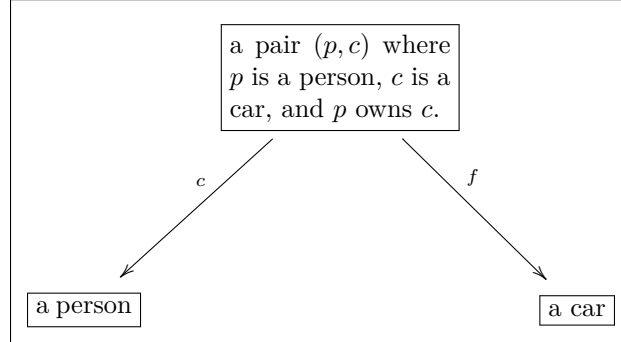 a pair (p, c) where
p is a person, c is a
car, and p owns c.
c
f
a person
a car